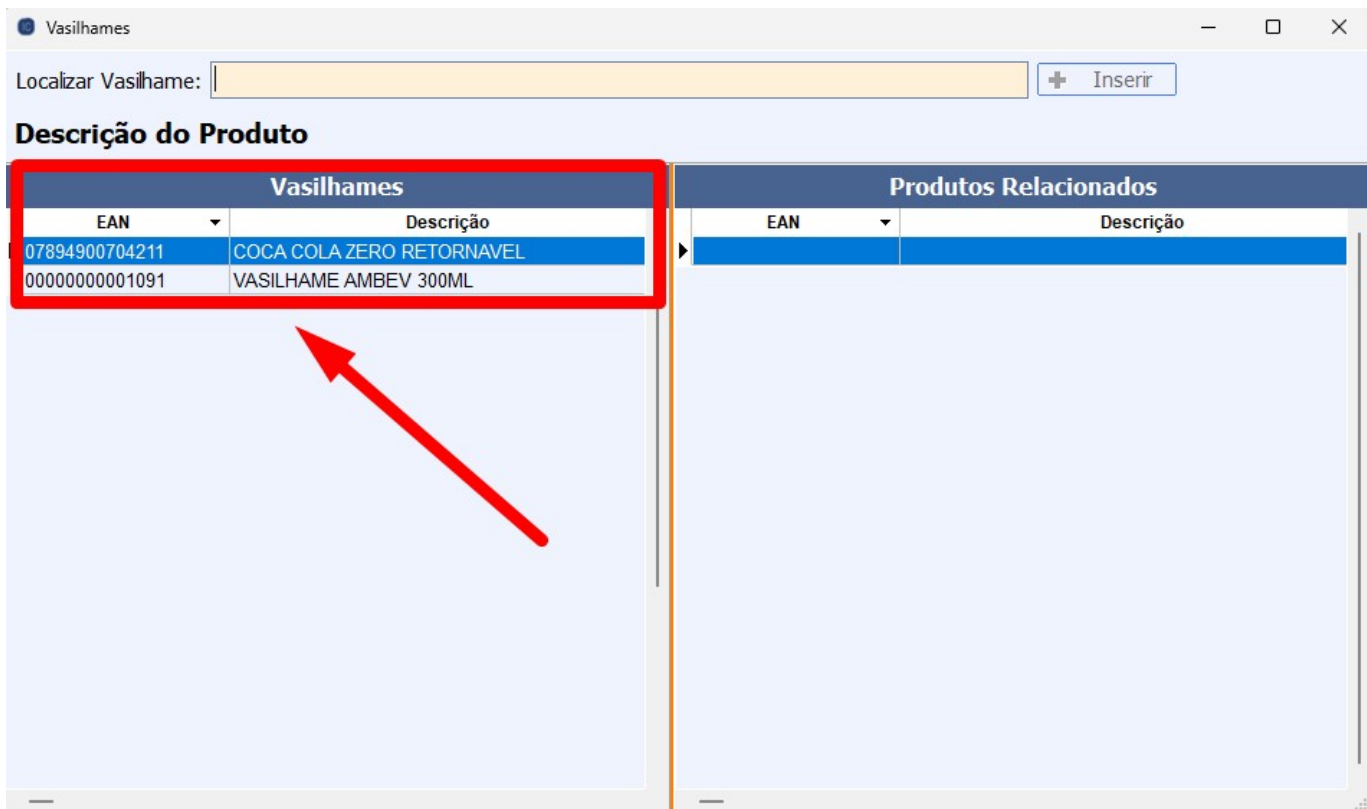 Vasilhames
Localizar Vasilhame: Inserir
Descrição do Produto
Vasilhames
EAN Descrição
07894900704211 COCA COLA ZERO RETORNAVEL
00000000001091 VASILHAME AMBEV 300ML
Produtos Relacionados
EAN Descrição